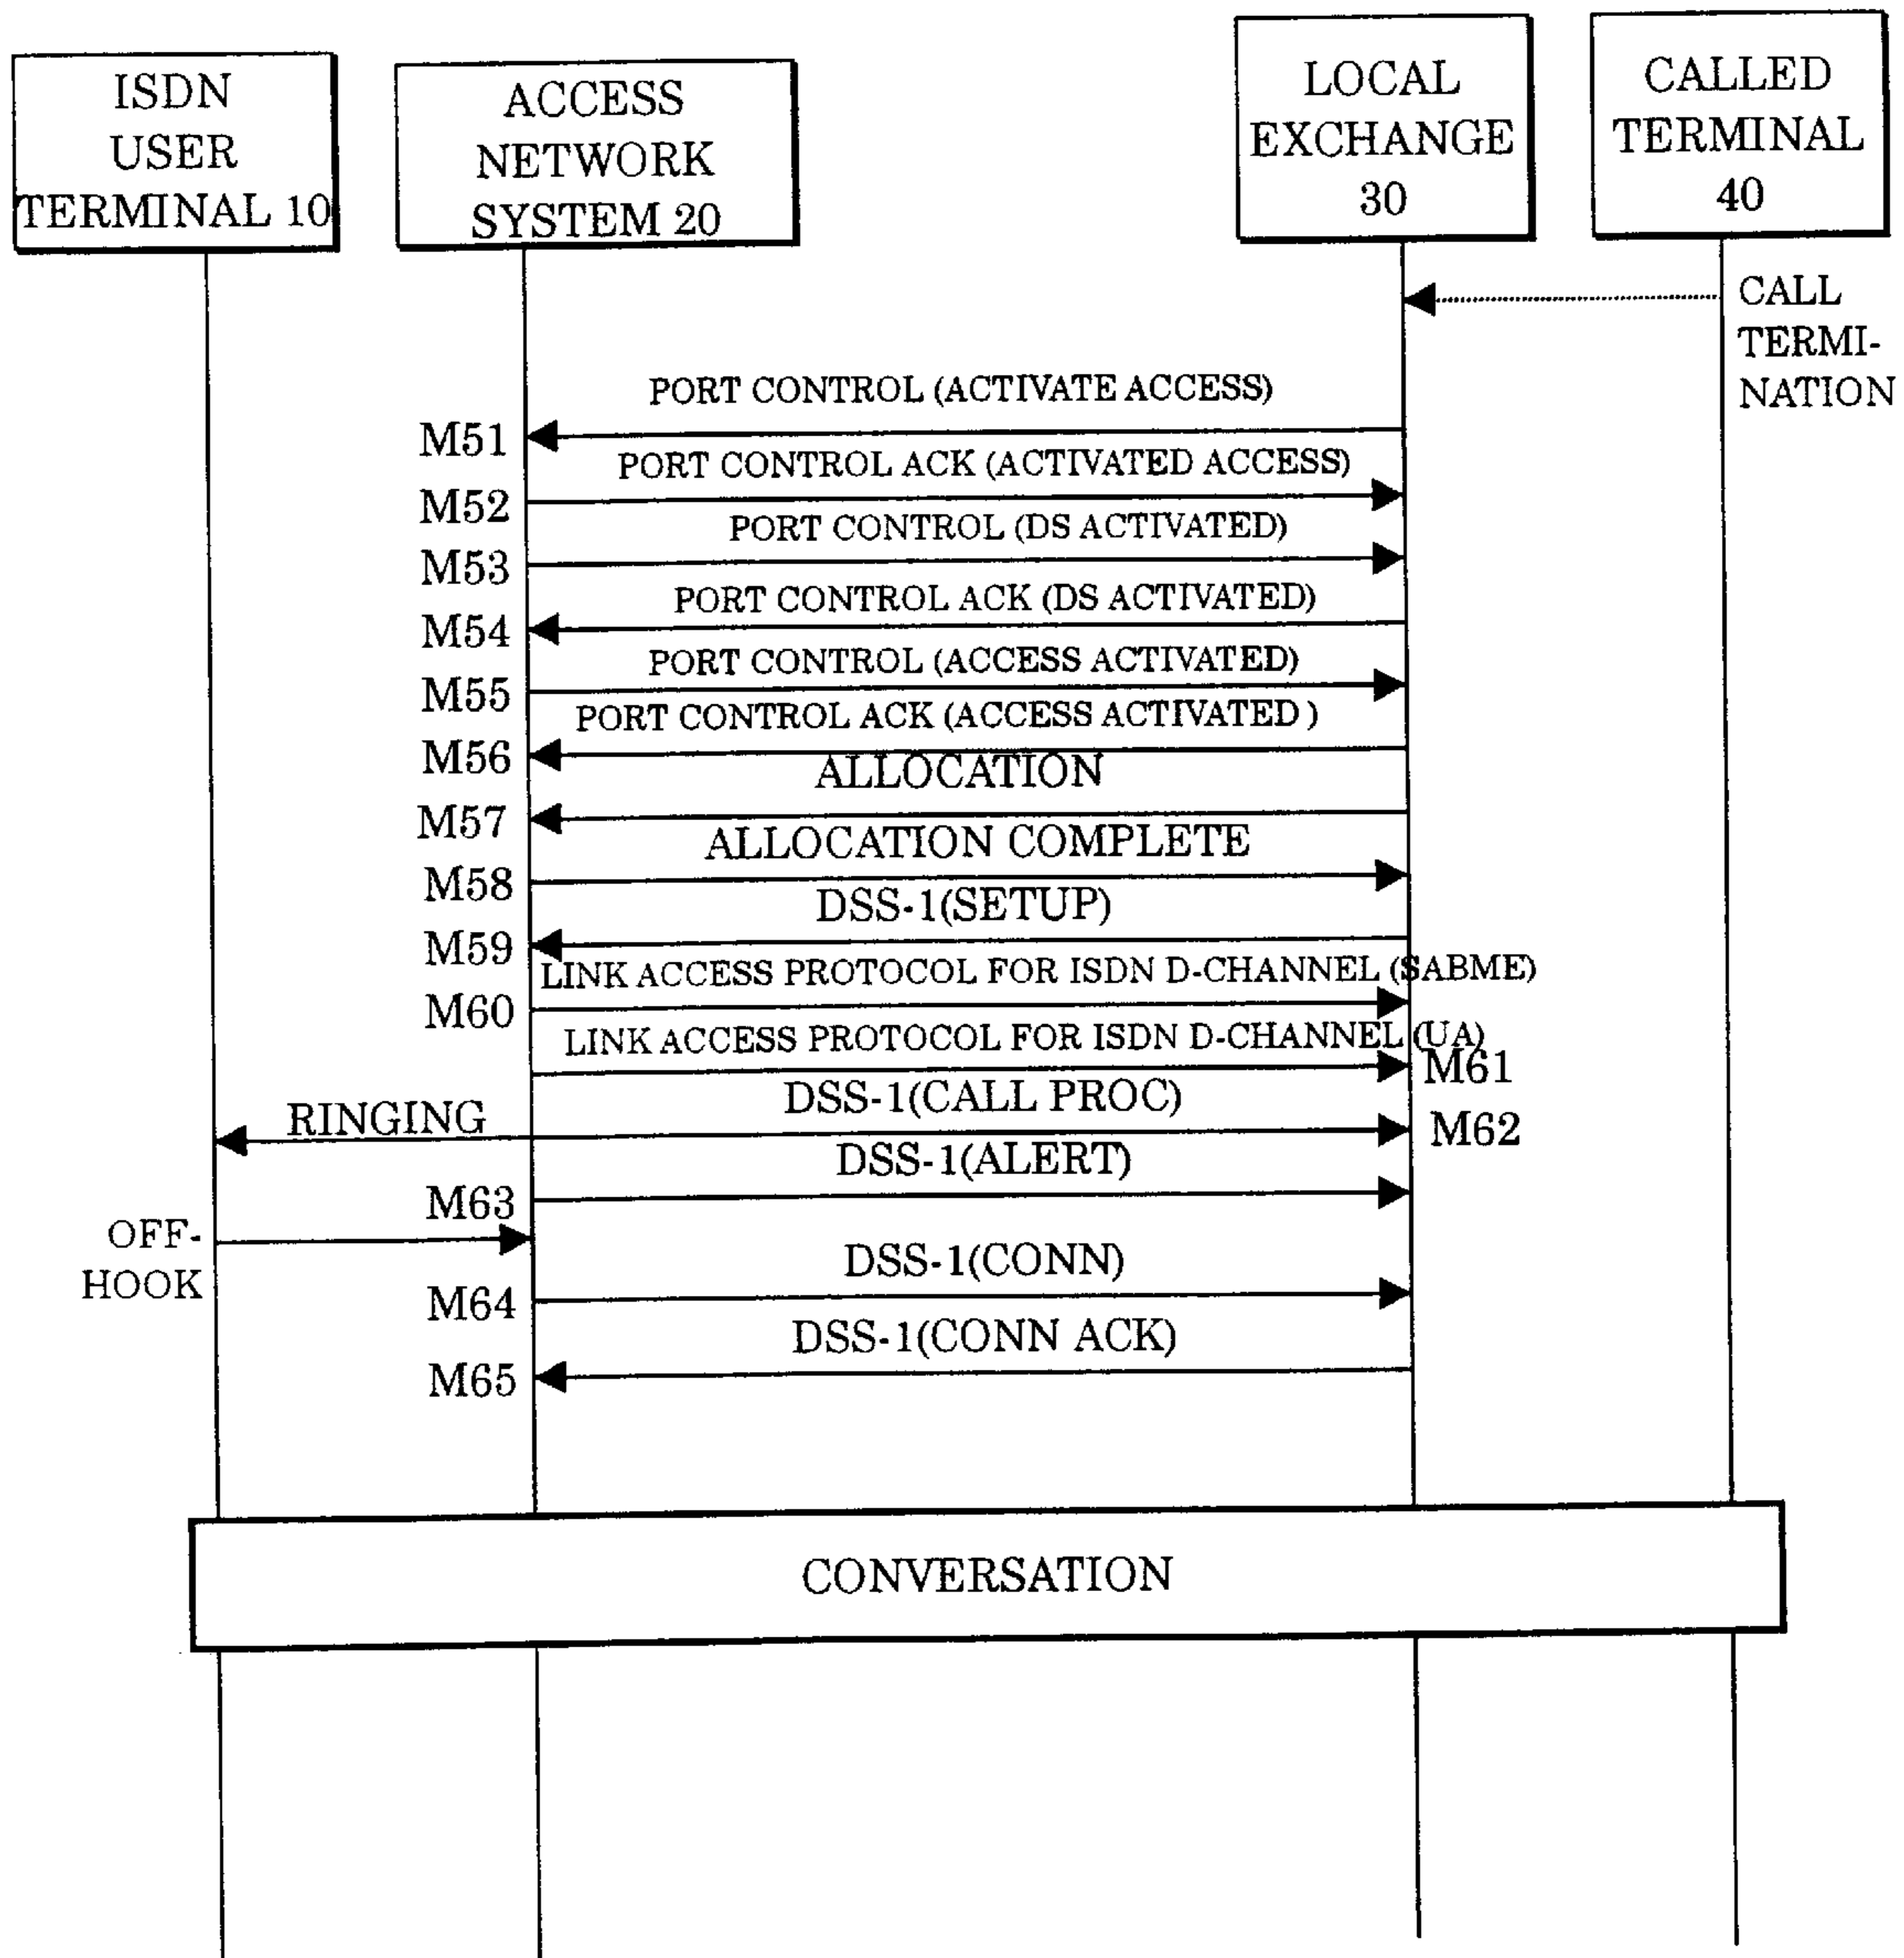 ISDN
USER
TERMINAL 10
ACCESS
NETWORK
SYSTEM 20
LOCAL
EXCHANGE
30
CALLED
TERMINAL
40
CALL
TERMI-
NATION
PORT CONTROL (ACTIVATE ACCESS)
M51
PORT CONTROL ACK (ACTIVATED ACCESS)
M52
PORT CONTROL (DS ACTIVATED)
M53
PORT CONTROL ACK (DS ACTIVATED)
M54
PORT CONTROL (ACCESS ACTIVATED)
M55
PORT CONTROL ACK (ACCESS ACTIVATED )
M56
ALLOCATION
M57
ALLOCATION COMPLETE
M58
DSS-1(SETUP)
M59
LINK ACCESS PROTOCOL FOR ISDN D-CHANNEL (SABME)
M60
LINK ACCESS PROTOCOL FOR ISDN D-CHANNEL (UA)
M61
DSS-1(CALL PROC)
RINGING
M62
DSS-1(ALERT)
M63
OFF-
HOOK
DSS-1(CONN)
M64
DSS-1(CONN ACK)
M65
CONVERSATION